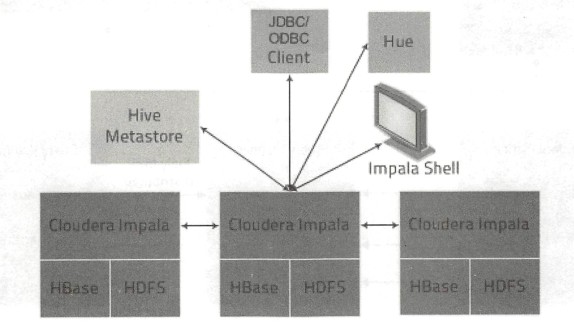 JDBC/
ODBC
Client
Hue
Hive
Metastore
Impala Shell
Cloudera Impala
Cloudera Impala
Cloudera Impala
HBase
HDFS
HBase
HDFS
HBase
HDFS